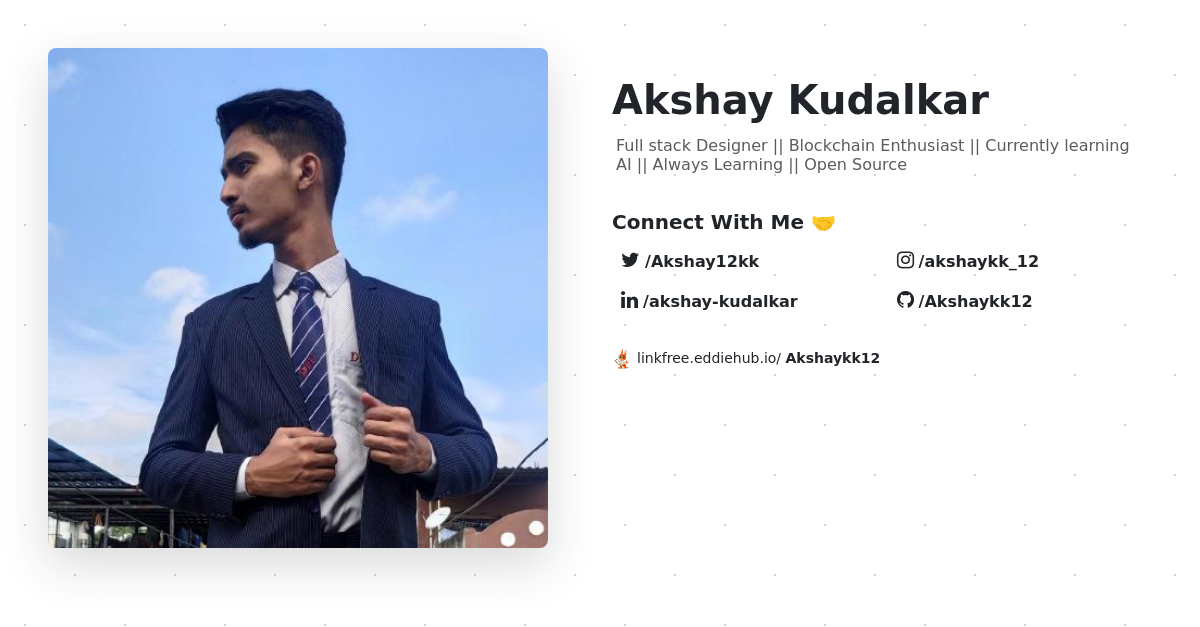 Akshay Kudalkar
Full stack Designer || Blockchain Enthusiast || Currently learning
AI || Always Learning || Open Source
Connect With Me 🤝
/Akshay12kk
/akshaykk_12
/akshay-kudalkar
/Akshaykk12
linkfree.eddiehub.io/ Akshaykk12